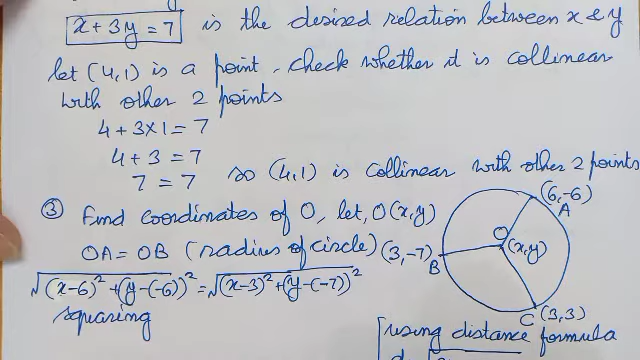 x + 3y = 7 is the desired relation between x & y
let (4,1) is a point, check whether it is collinear
with other 2 points
4 + 3×1 = 7
4 + 3 = 7
7 = 7 so (4,1) is collinear with other 2 points
③ Find coordinates of O, let, O(x,y)
OA = OB (radius of circle)
√(x-6)² + (y-(-6))² = √(x-3)² + (y-(-7))²
squaring
(6,-6)
A
(3,-7)
B
O
(x,y)
C (3,3)
[using distance formula